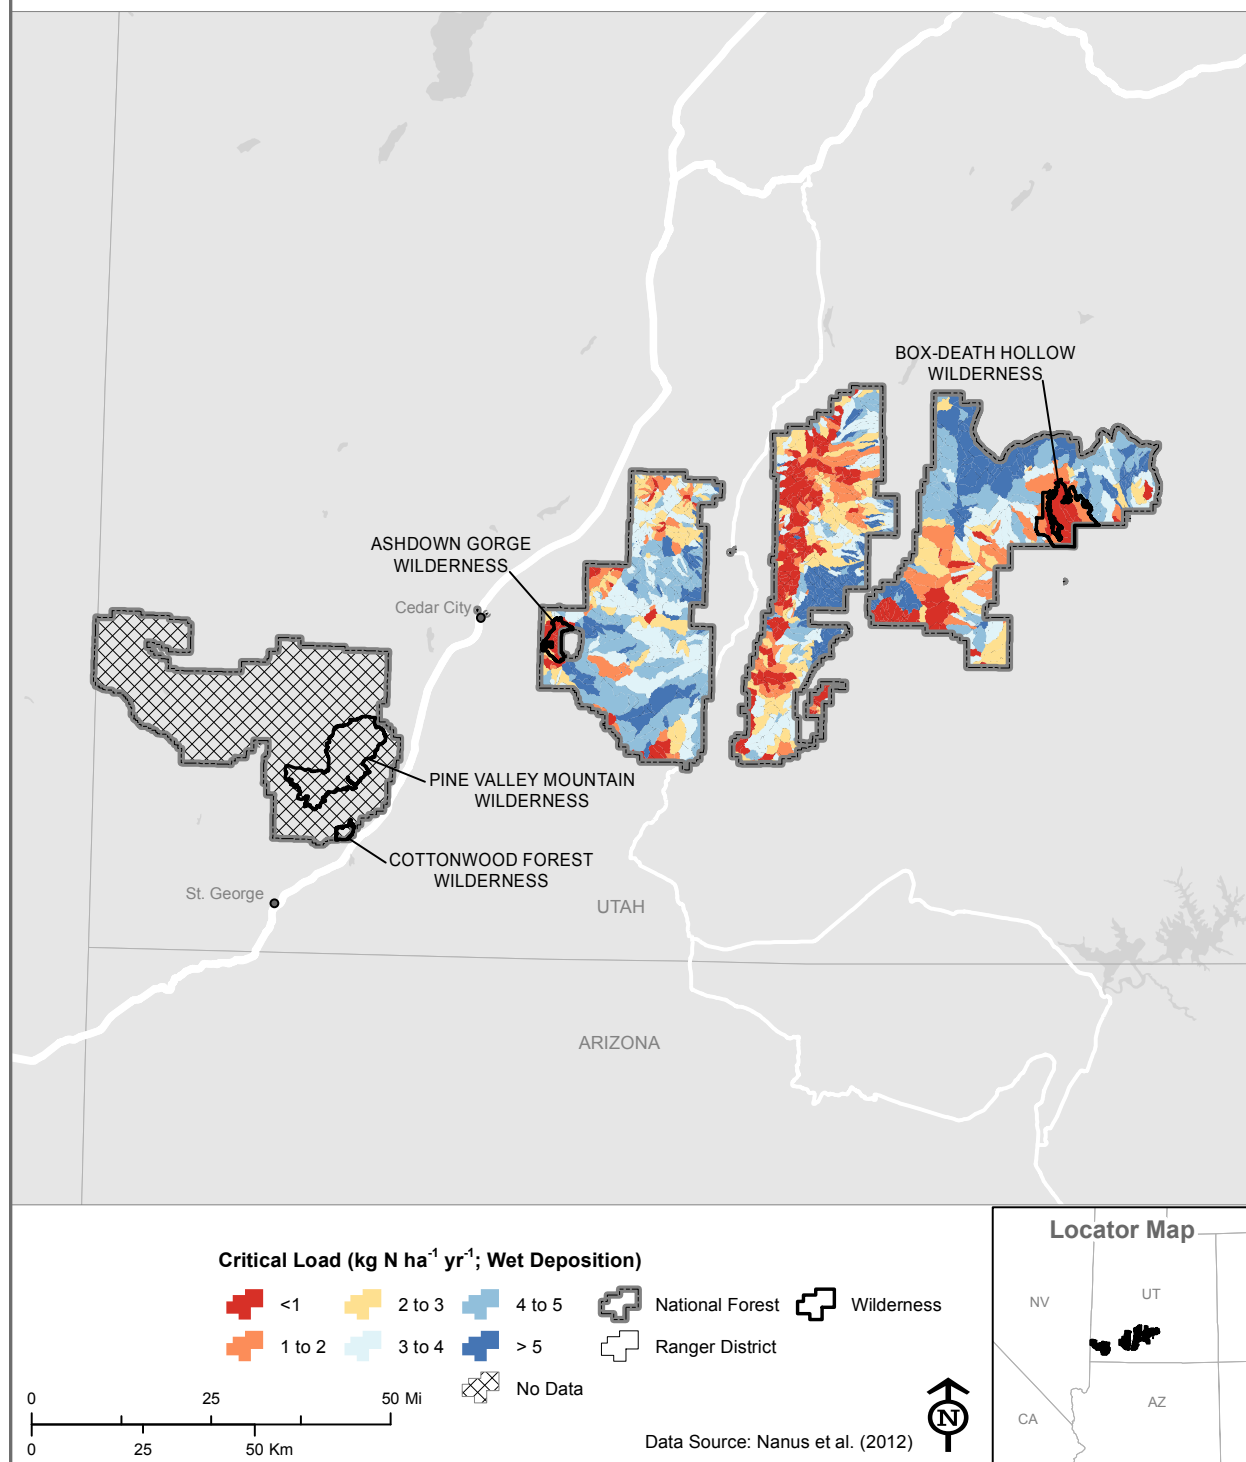 BOX-DEATH HOLLOW
WILDERNESS
ASHDOWN GORGE
WILDERNESS
Cedar City
PINE VALLEY MOUNTAIN
WILDERNESS
COTTONWOOD FOREST
WILDERNESS
St. George
UTAH
ARIZONA
Critical Load (kg N ha⁻¹ yr⁻¹; Wet Deposition)
<1
2 to 3
4 to 5
National Forest
Wilderness
1 to 2
3 to 4
> 5
Ranger District
No Data
0 25 50 Mi
0 25 50 Km
Data Source: Nanus et al. (2012)
N
Locator Map
NV
UT
CA
AZ